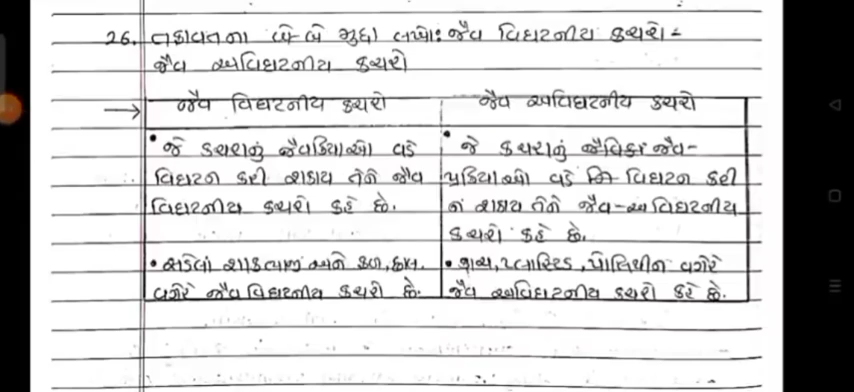 26. તફાવતના બે-બે મુદ્દા લખો: જૈવ વિઘટનીય કચરો -
જૈવ અવિઘટનીય કચરો
જૈવ વિઘટનીય કચરો
• જે કચરાનું જૈવક્રિયાઓ વડે
વિઘટન કરી શકાય તેને જૈવ
વિઘટનીય કચરો કહે છે.
• સડેલાં શાકભાજી અને ફળ,
વગેરે જૈવ વિઘટનીય કચરો છે.
જૈવ અવિઘટનીય કચરો
• જે કચરાનું જૈવિક જૈવ-
પ્રક્રિયાઓ વડે વિઘટન કરી
ન શકાય તેને જૈવ-અવિઘટનીય
કચરો કહે છે.
• કાચ, પ્લાસ્ટિક, પોલિથીન વગેરે
જૈવ અવિઘટનીય કચરો કહે છે.